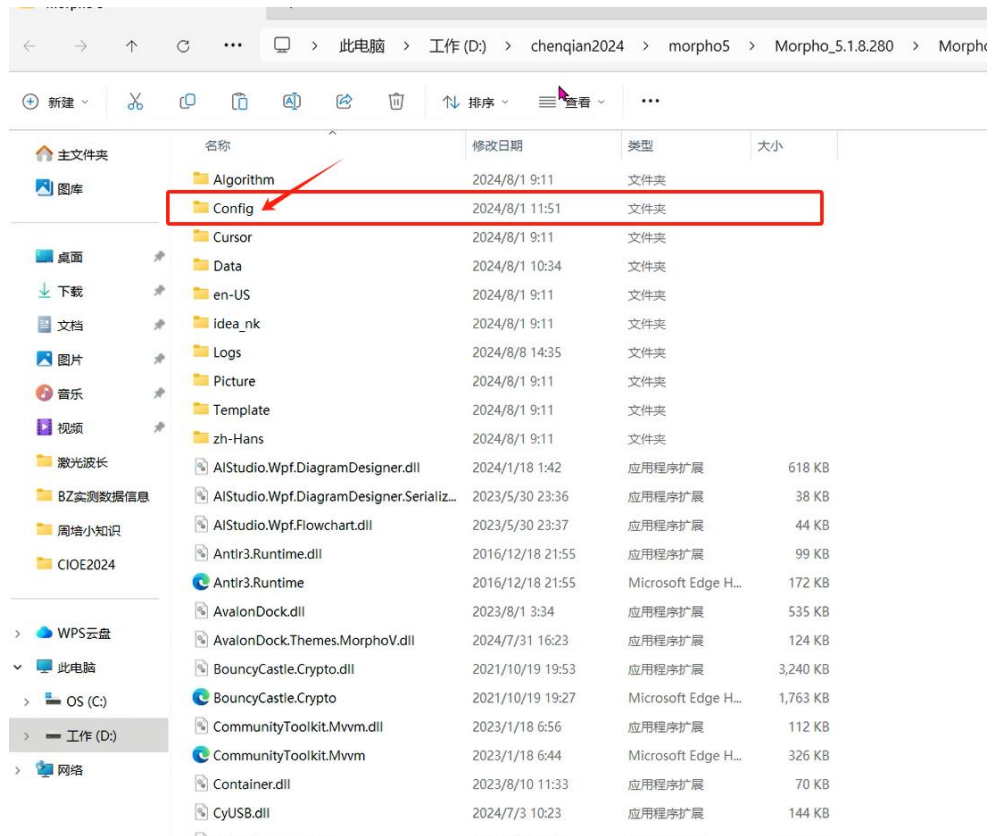 此电脑 > 工作 (D:) > chenqian2024 > morpho5 > Morpho_5.1.8.280 >
新建 排序 查看 •••
名称 修改日期 类型 大小
主文件夹
图库
桌面
下载
文档
图片
音乐
视频
激光波长
BZ实测数据信息
周培小知识
CIOE2024
WPS云盘
此电脑
OS (C:)
工作 (D:)
网络
Algorithm 2024/8/1 9:11 文件夹
Config 2024/8/1 11:51 文件夹
Cursor 2024/8/1 9:11 文件夹
Data 2024/8/1 10:34 文件夹
en-US 2024/8/1 9:11 文件夹
idea_nk 2024/8/1 9:11 文件夹
Logs 2024/8/8 14:35 文件夹
Picture 2024/8/1 9:11 文件夹
Template 2024/8/1 9:11 文件夹
zh-Hans 2024/8/1 9:11 文件夹
AIStudio.Wpf.DiagramDesigner.dll 2024/1/18 1:42 应用程序扩展 618 KB
AIStudio.Wpf.DiagramDesigner.Serializ... 2023/5/30 23:36 应用程序扩展 38 KB
AIStudio.Wpf.Flowchart.dll 2023/5/30 23:37 应用程序扩展 44 KB
Antlr3.Runtime.dll 2016/12/18 21:55 应用程序扩展 99 KB
Antlr3.Runtime 2016/12/18 21:55 Microsoft Edge H... 172 KB
AvalonDock.dll 2023/8/1 3:34 应用程序扩展 535 KB
AvalonDock.Themes.MorphoV.dll 2024/7/31 16:23 应用程序扩展 124 KB
BouncyCastle.Crypto.dll 2021/10/19 19:53 应用程序扩展 3,240 KB
BouncyCastle.Crypto 2021/10/19 19:27 Microsoft Edge H... 1,763 KB
CommunityToolkit.Mvvm.dll 2023/1/18 6:56 应用程序扩展 112 KB
CommunityToolkit.Mvvm 2023/1/18 6:44 Microsoft Edge H... 326 KB
Container.dll 2023/8/10 11:33 应用程序扩展 70 KB
CyUSB.dll 2024/7/3 10:23 应用程序扩展 144 KB